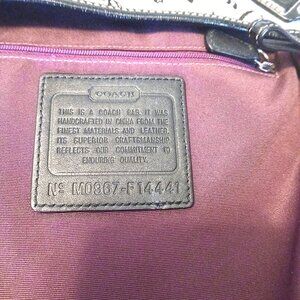 COACH
THIS IS A COACH BAG. IT WAS
HANDCRAFTED IN CHINA FROM THE
FINEST MATERIALS AND LEATHER.
ITS SUPERIOR CRAFTSMANSHIP
REFLECTS OUR COMMITMENT TO
ENDURING QUALITY.
Nº M0867-F14441